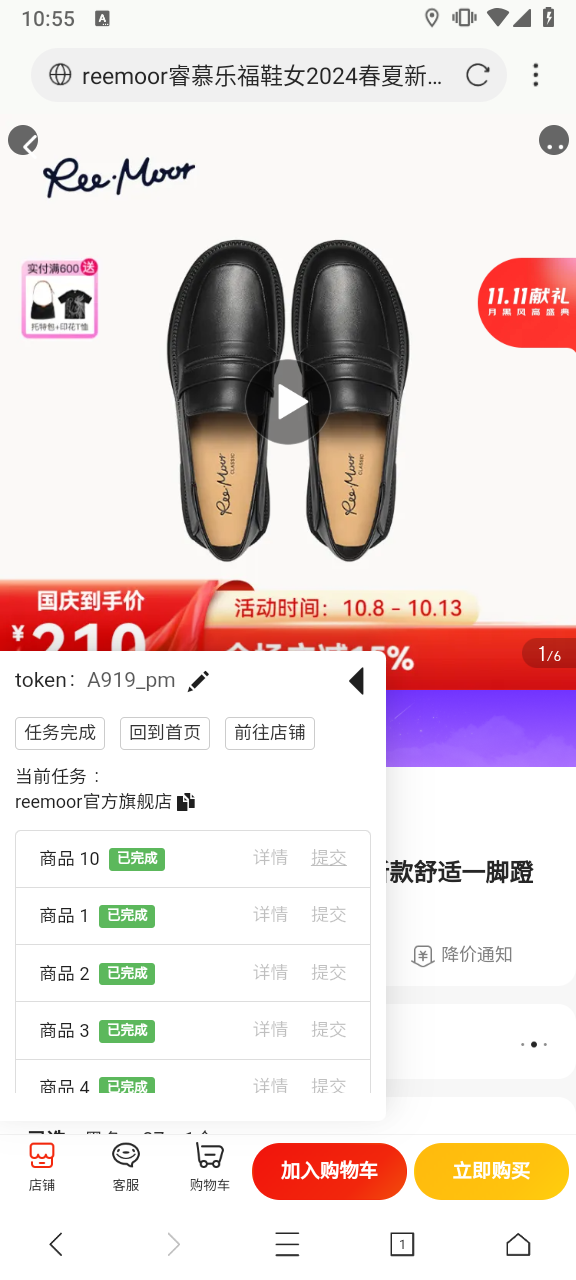 10:55
A
reemoor睿慕乐福鞋女2024春夏新...
Ree·Moor
实付满600 送
托特包+印花T恤
11.11献礼
月黑风高盛典
Ree·Moor CLASSIC
Ree·Moor CLASSIC
国庆到手价
活动时间：10.8-10.13
¥210
1/6
token： A919_pm
任务完成 回到首页 前往店铺
当前任务：
reemoor官方旗舰店
商品 10 已完成 详情 提交
款舒适一脚蹬
商品 1 已完成 详情 提交
降价通知
商品 2 已完成 详情 提交
商品 3 已完成 详情 提交
商品 4 已完成 详情 提交
店铺 客服 购物车 加入购物车 立即购买
1